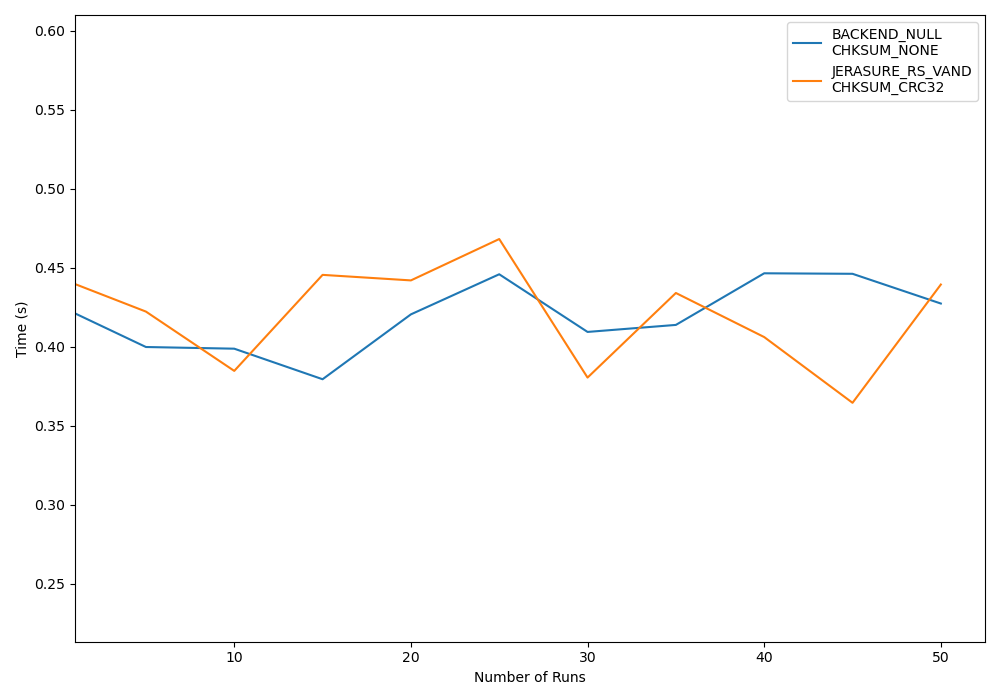 0.60
0.55
0.50
0.45
0.40
0.35
0.30
0.25
Time (s)
10
20
30
40
50
Number of Runs
BACKEND_NULL
CHKSUM_NONE
JERASURE_RS_VAND
CHKSUM_CRC32